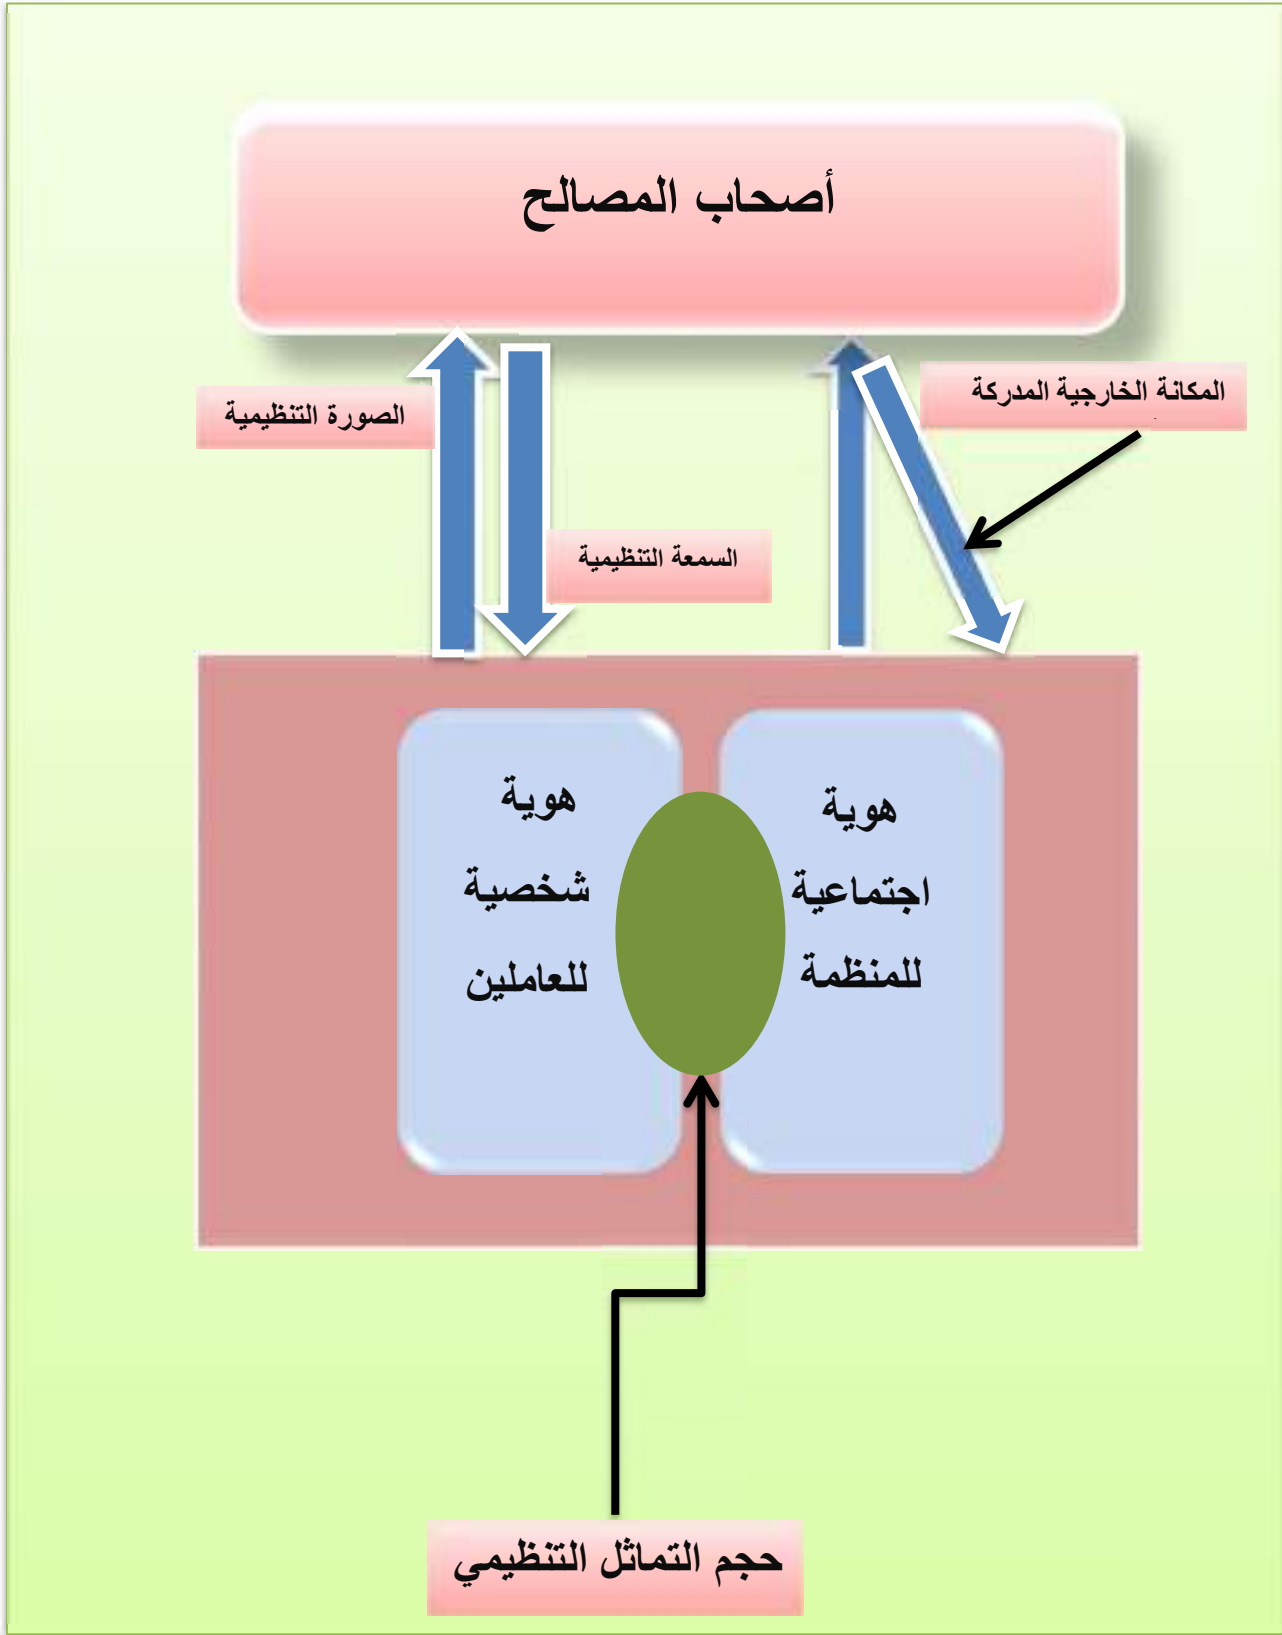 أصحاب المصالح
المكانة الخارجية المدركة
الصورة التنظيمية
السمعة التنظيمية
هوية
اجتماعية
للمنظمة
هوية
شخصية
للعاملين
حجم التماثل التنظيمي